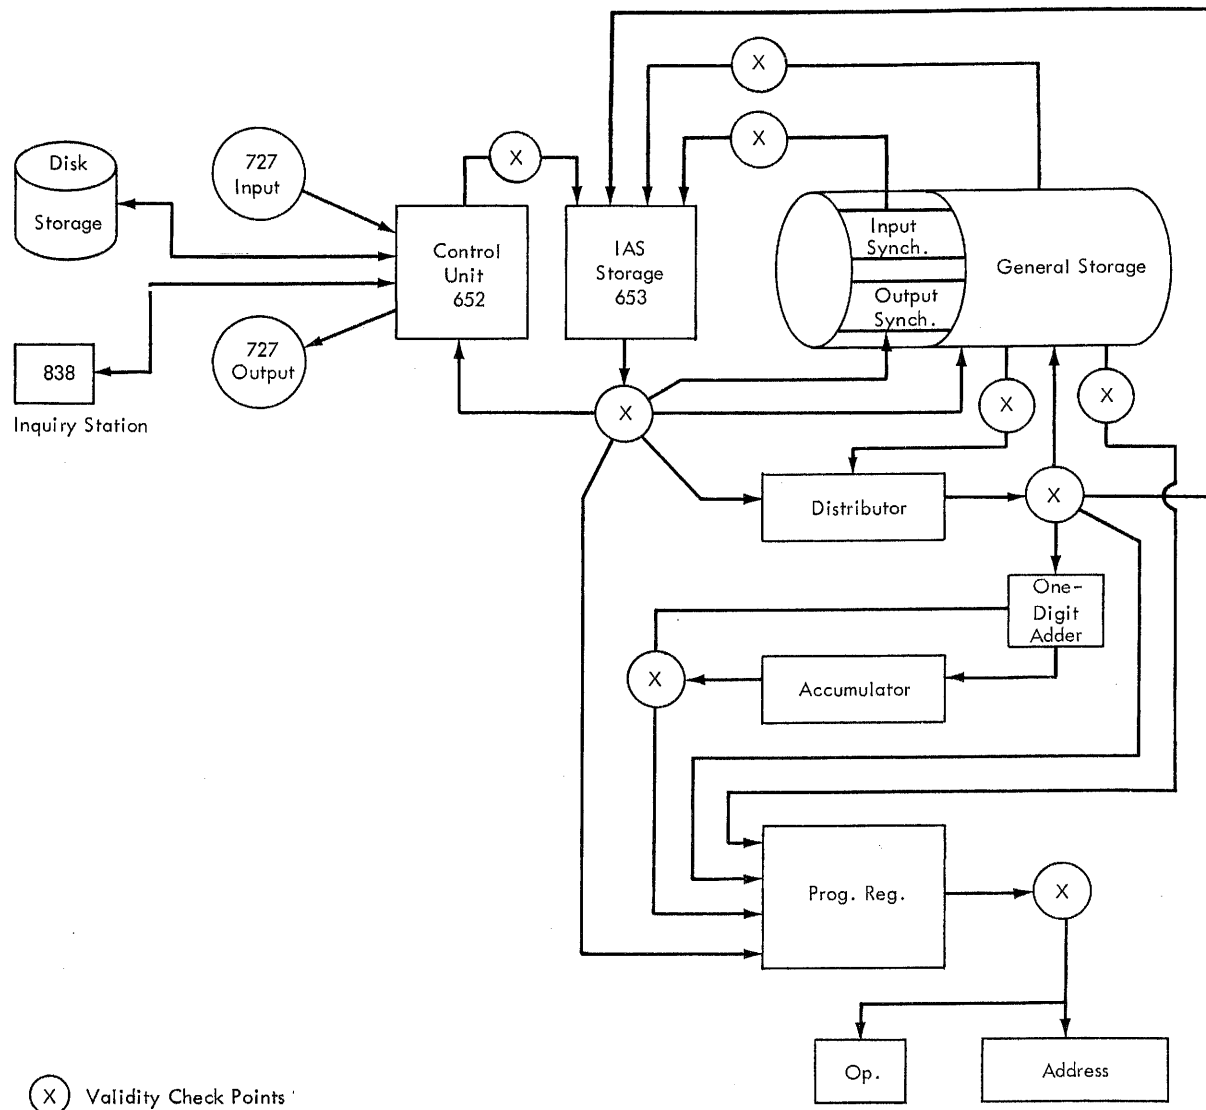 X
X
X
Disk
Storage
727
Input
Control
Unit
652
IAS
Storage
653
Input
Synch.
Output
Synch.
General Storage
838
Inquiry Station
727
Output
X
X
X
Distributor
X
One-
Digit
Adder
X
Accumulator
Prog. Reg.
X
Op.
Address
X Validity Check Points